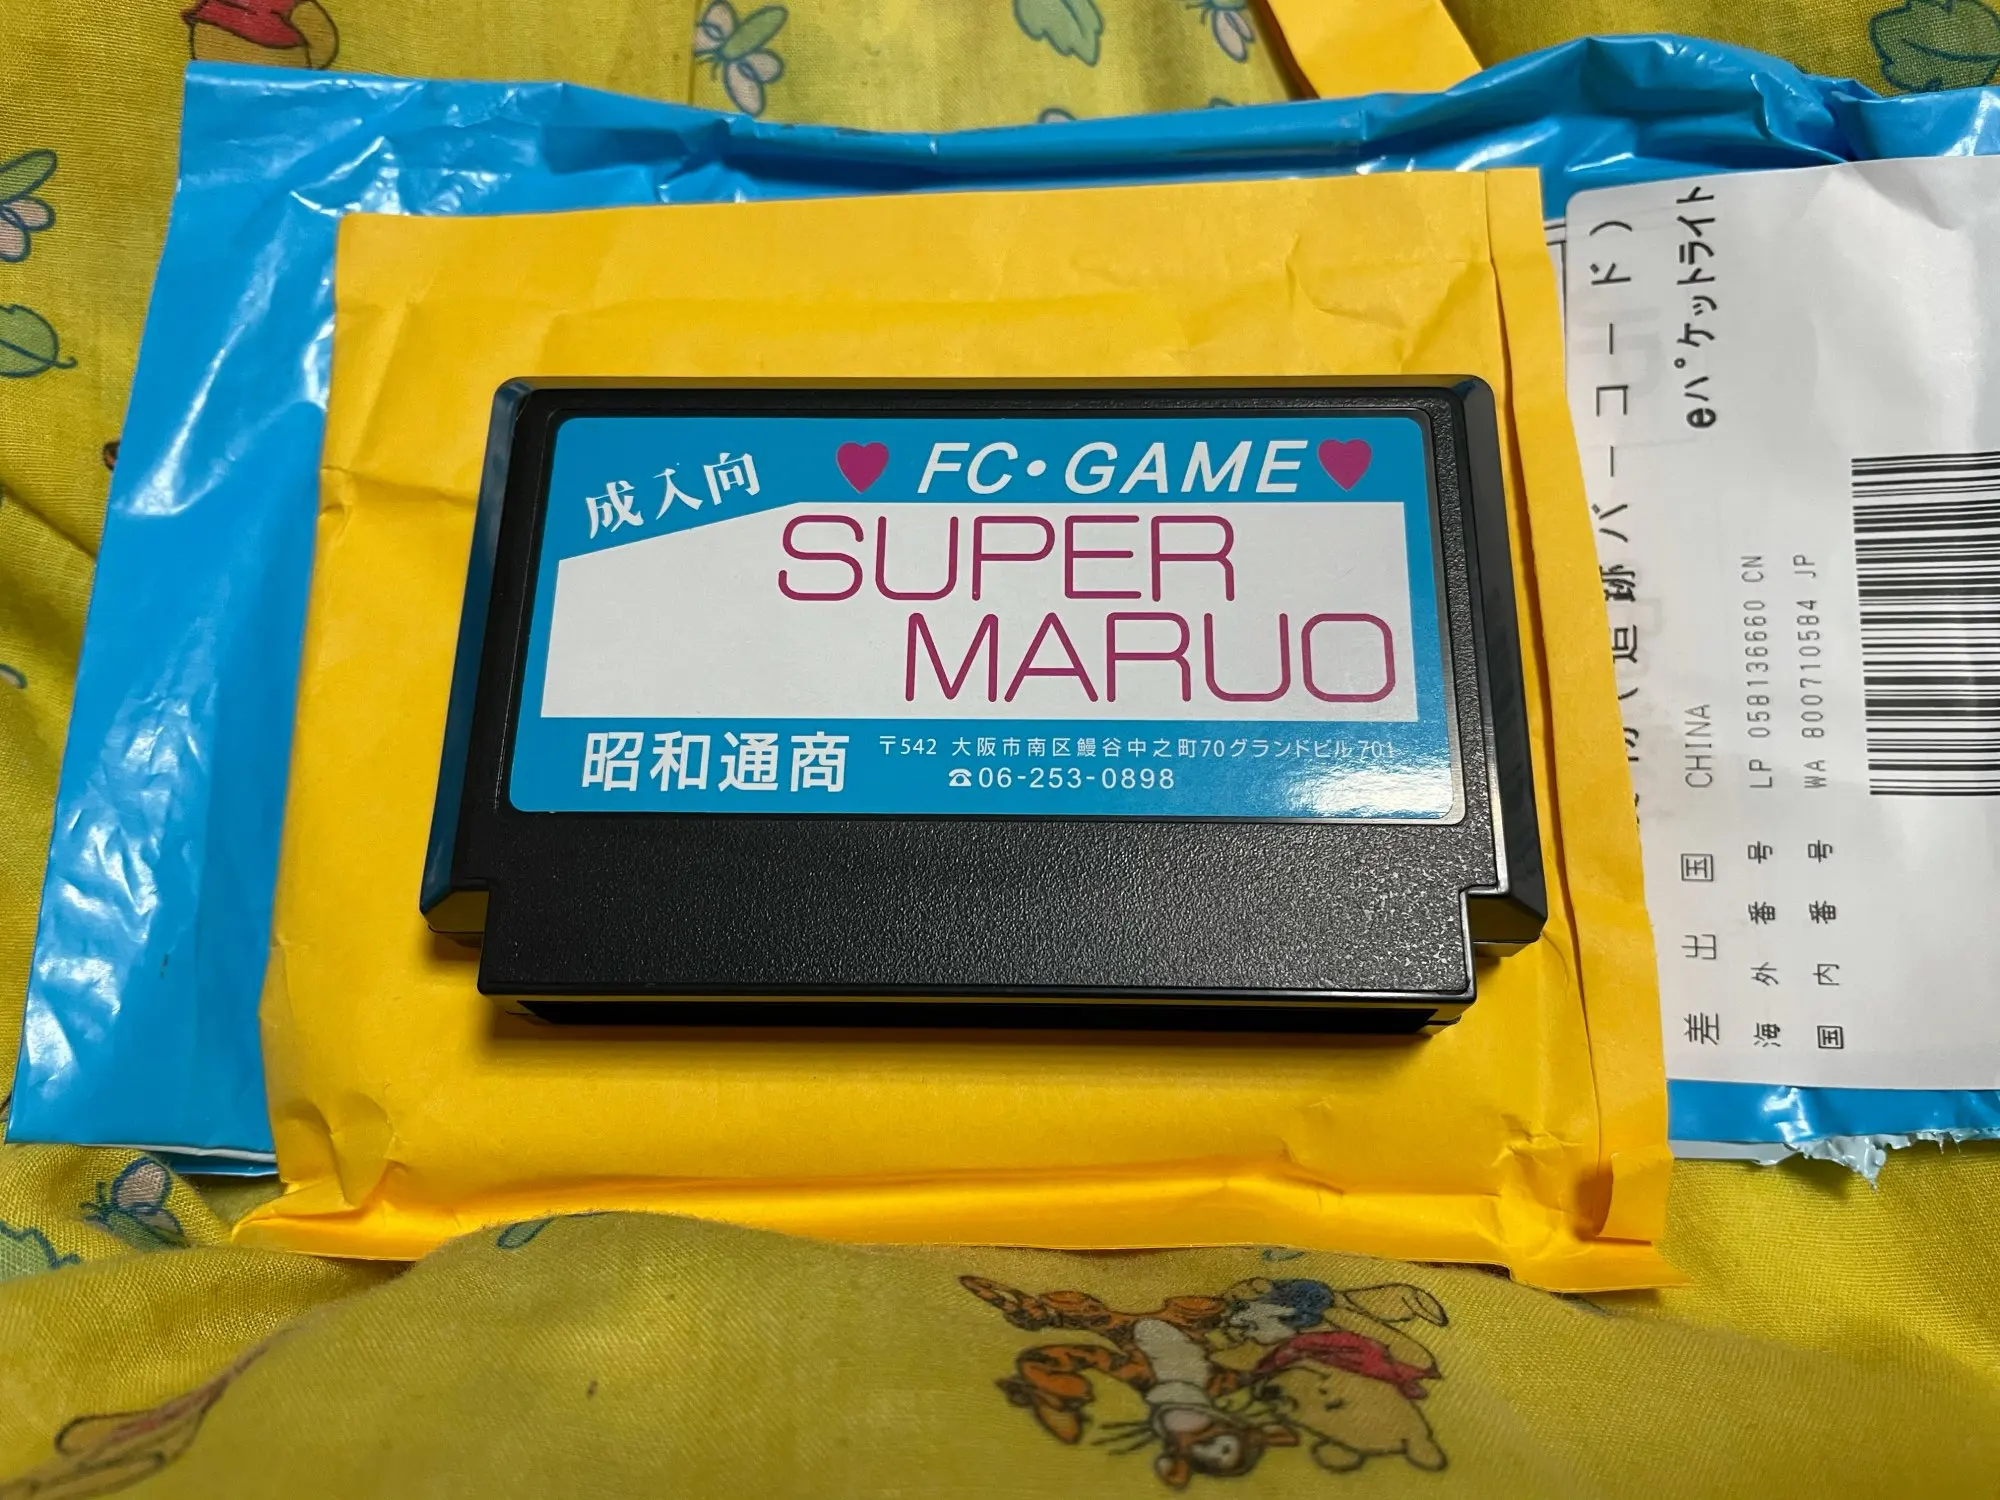 成人向
FC•GAME
SUPER
MARUO
昭和通商
〒542 大阪市南区鰻谷中之町70グランドビル701
☎06-253-0898
eパケットライト
(追跡バーコード)
差出国 CHINA
海外番号 LP 058136660 CN
国内番号 WA 800710584 JP